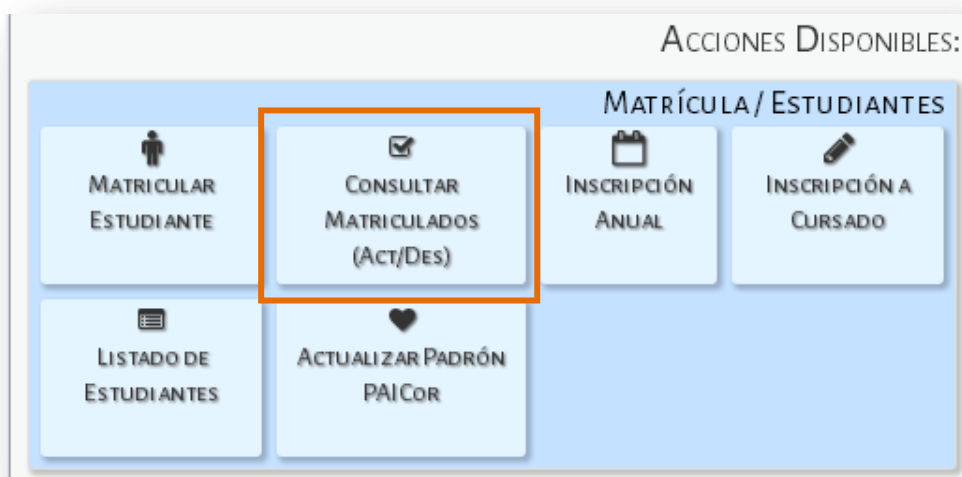 Acciones Disponibles:
Matrícula / Estudiantes
Matricular
Estudiante
Consultar
Matriculados
(Act/Des)
Inscripción
Anual
Inscripción a
Cursado
Listado de
Estudiantes
Actualizar Padrón
PAICor